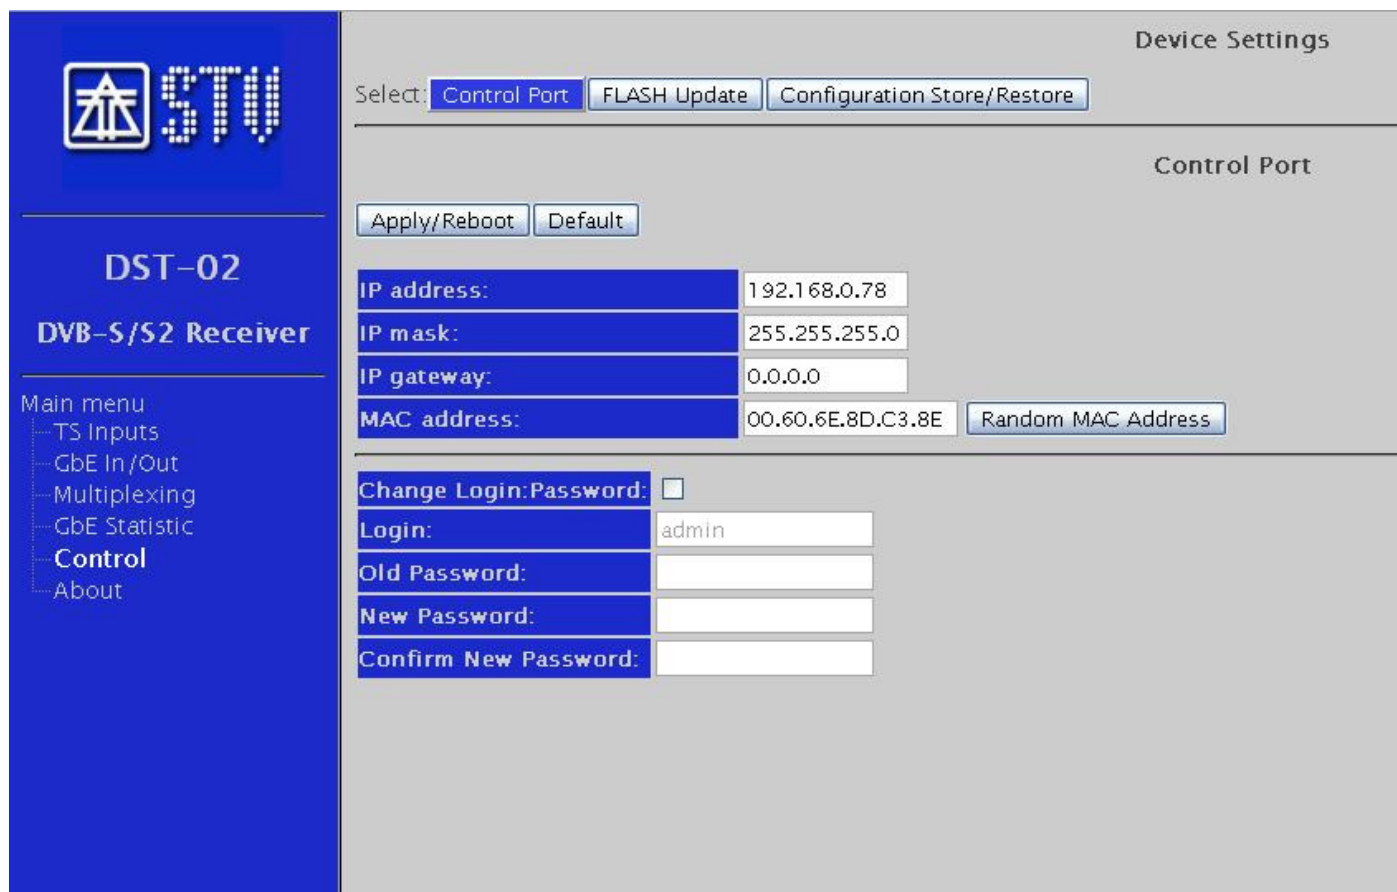 STV
DST-02
DVB-S/S2 Receiver
Main menu
TS Inputs
GbE In/Out
Multiplexing
GbE Statistic
Control
About
Device Settings
Select: Control Port FLASH Update Configuration Store/Restore
Control Port
Apply/Reboot Default
IP address: 192.168.0.78
IP mask: 255.255.255.0
IP gateway: 0.0.0.0
MAC address: 00.60.6E.8D.C3.8E Random MAC Address
Change Login:Password:
Login: admin
Old Password:
New Password:
Confirm New Password: